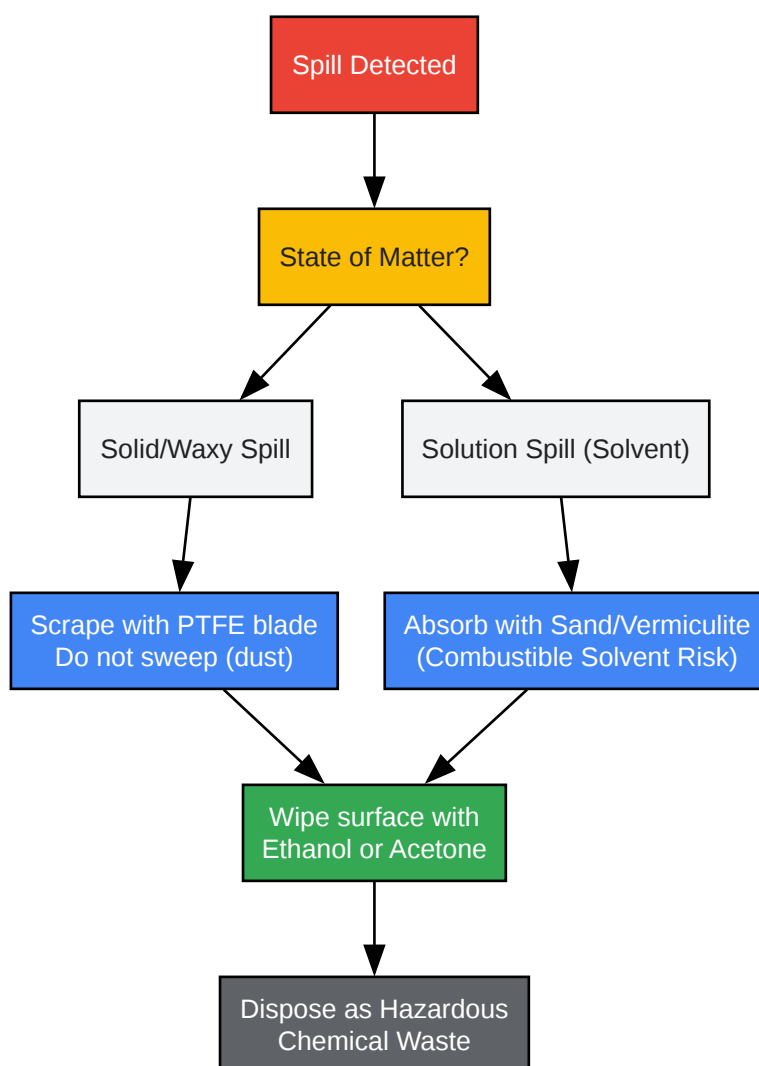 Spill Detected
State of Matter?
Solid/Waxy Spill
Solution Spill (Solvent)
Scrape with PTFE blade
Do not sweep (dust)
Absorb with Sand/Vermiculite
(Combustible Solvent Risk)
Wipe surface with
Ethanol or Acetone
Dispose as Hazardous
Chemical Waste